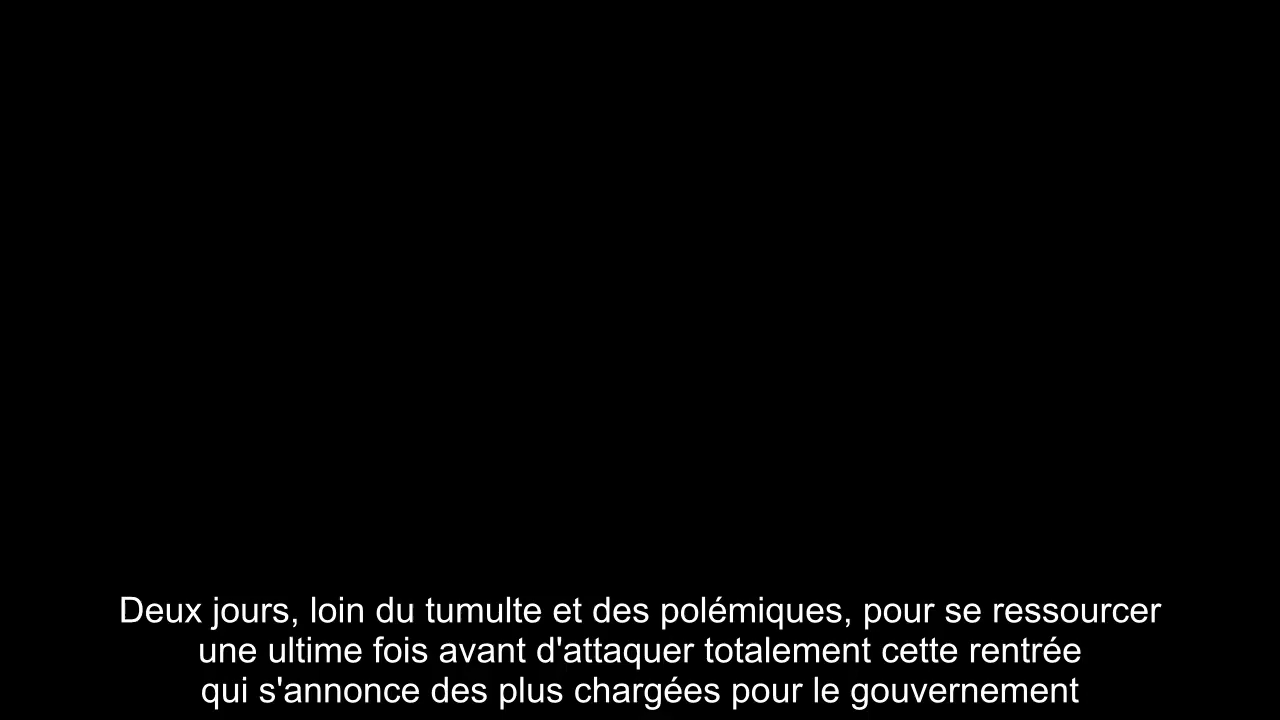 Deux jours, loin du tumulte et des polémiques, pour se ressourcer
une ultime fois avant d'attaquer totalement cette rentrée
qui s'annonce des plus chargées pour le gouvernement